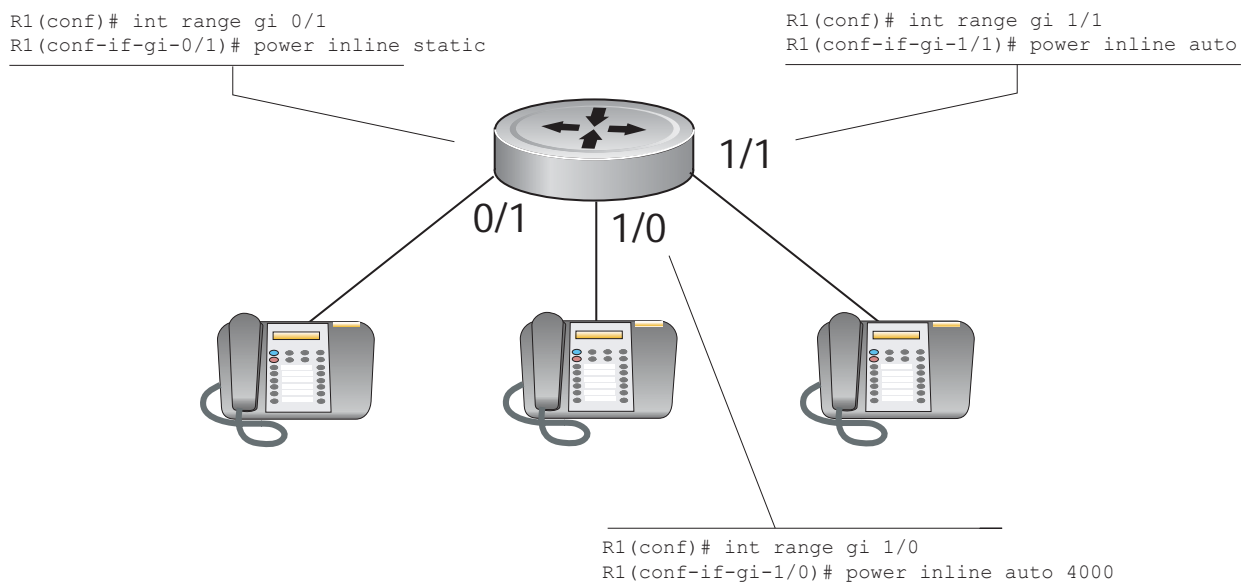 R1(conf)# int range gi 0/1
R1(conf-if-gi-0/1)# power inline static
R1(conf)# int range gi 1/1
R1(conf-if-gi-1/1)# power inline auto
1/1
0/1
1/0
R1(conf)# int range gi 1/0
R1(conf-if-gi-1/0)# power inline auto 4000